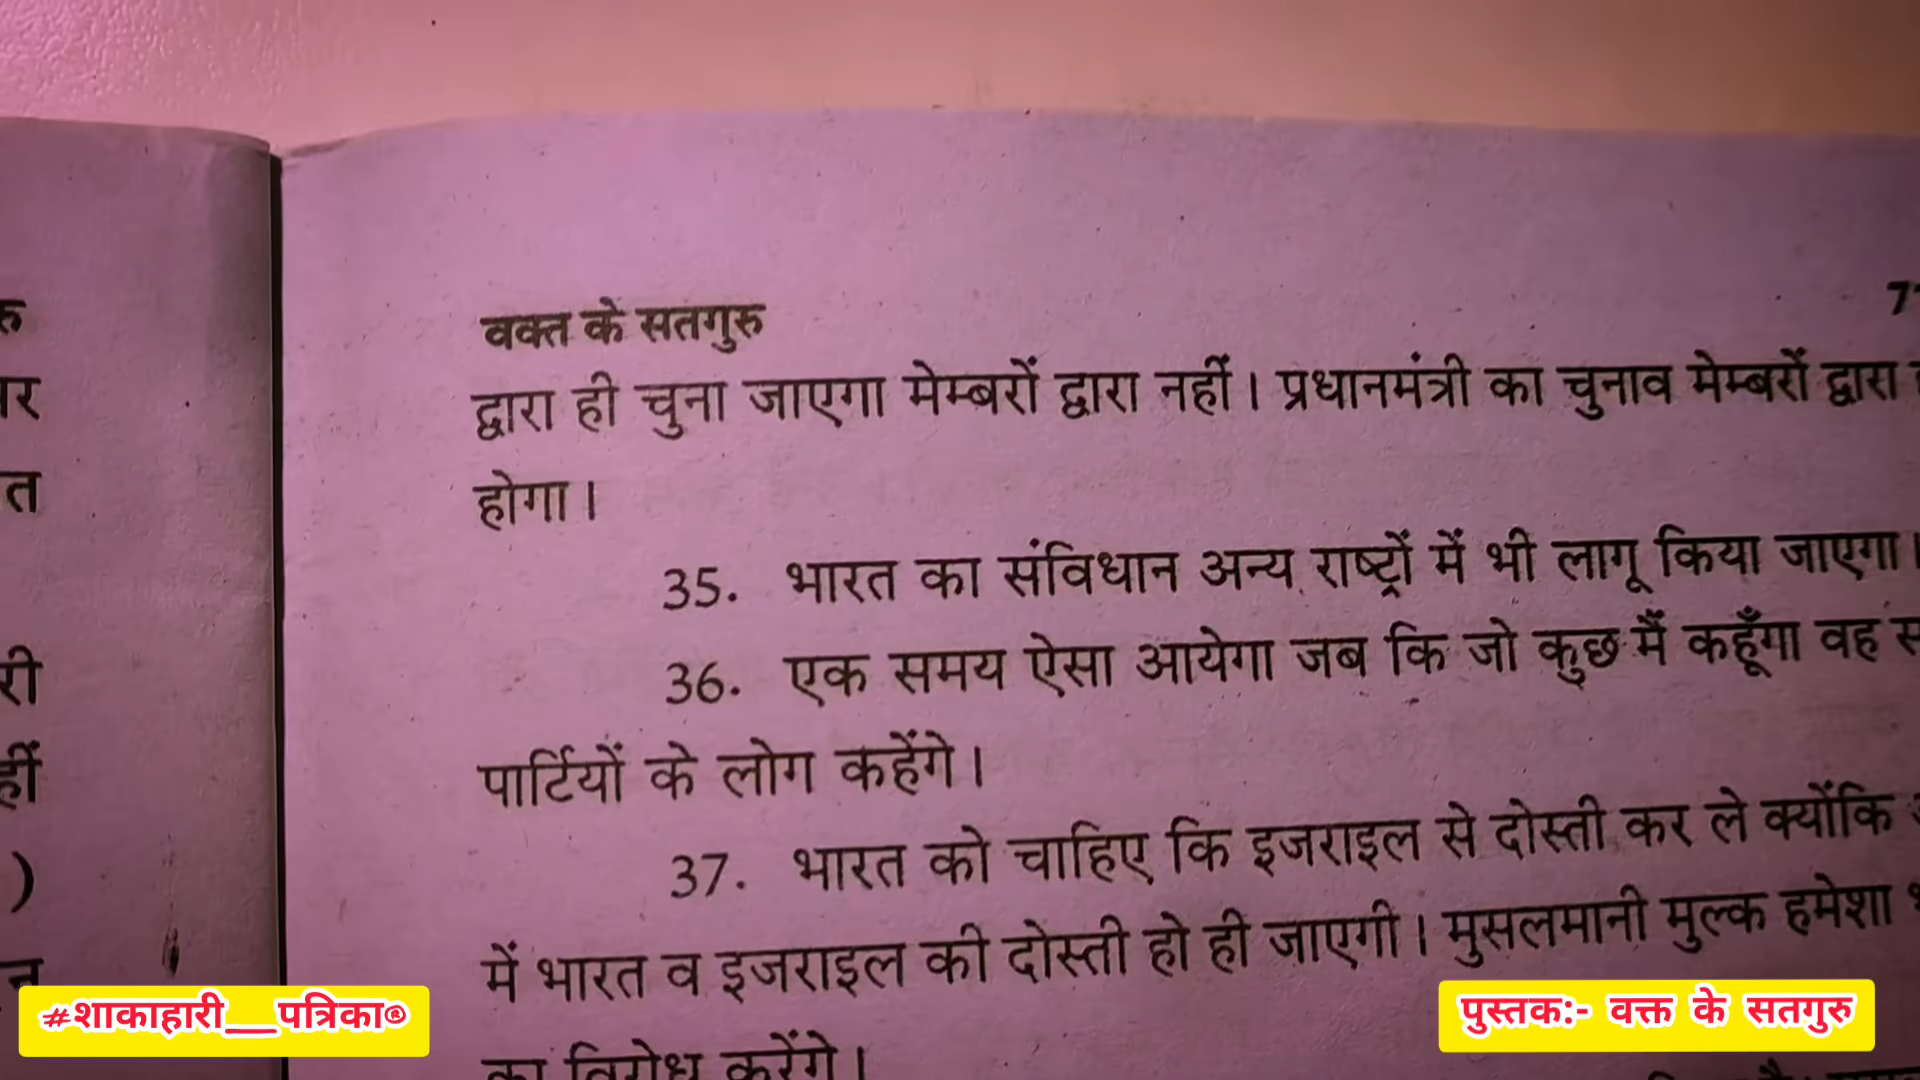 वक्त के सतगुरु
द्वारा ही चुना जाएगा मेम्बरों द्वारा नहीं। प्रधानमंत्री का चुनाव मेम्बरों द्वारा
होगा।
35. भारत का संविधान अन्य राष्ट्रों में भी लागू किया जाएगा।
36. एक समय ऐसा आयेगा जब कि जो कुछ मैं कहूँगा वह
पार्टियों के लोग कहेंगे।
37. भारत को चाहिए कि इजराइल से दोस्ती कर ले क्योंकि
में भारत व इजराइल की दोस्ती हो ही जाएगी। मुसलमानी मुल्क हमेशा
का विरोध करेंगे।
#शाकाहारी__पत्रिका®
पुस्तक:- वक्त के सतगुरु